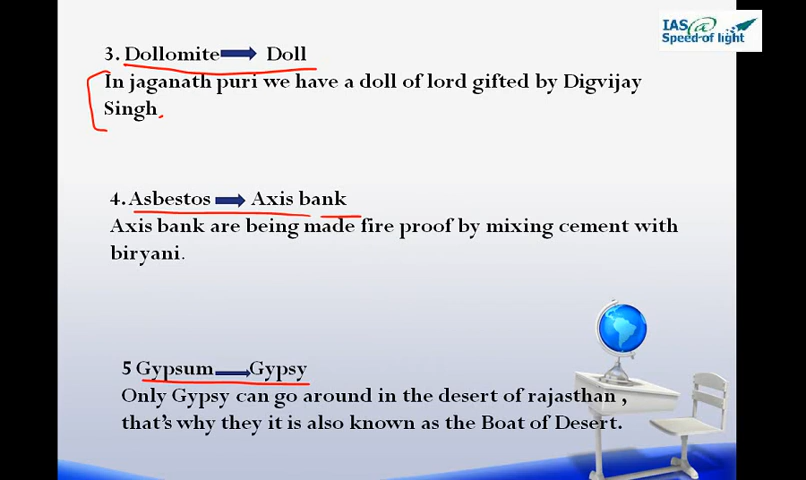 IAS@
Speed of light
3. Dollomite Doll
In jaganath puri we have a doll of lord gifted by Digvijay
Singh.
4. Asbestos Axis bank
Axis bank are being made fire proof by mixing cement with
biryani.
5 Gypsum Gypsy
Only Gypsy can go around in the desert of rajasthan ,
that's why they it is also known as the Boat of Desert.